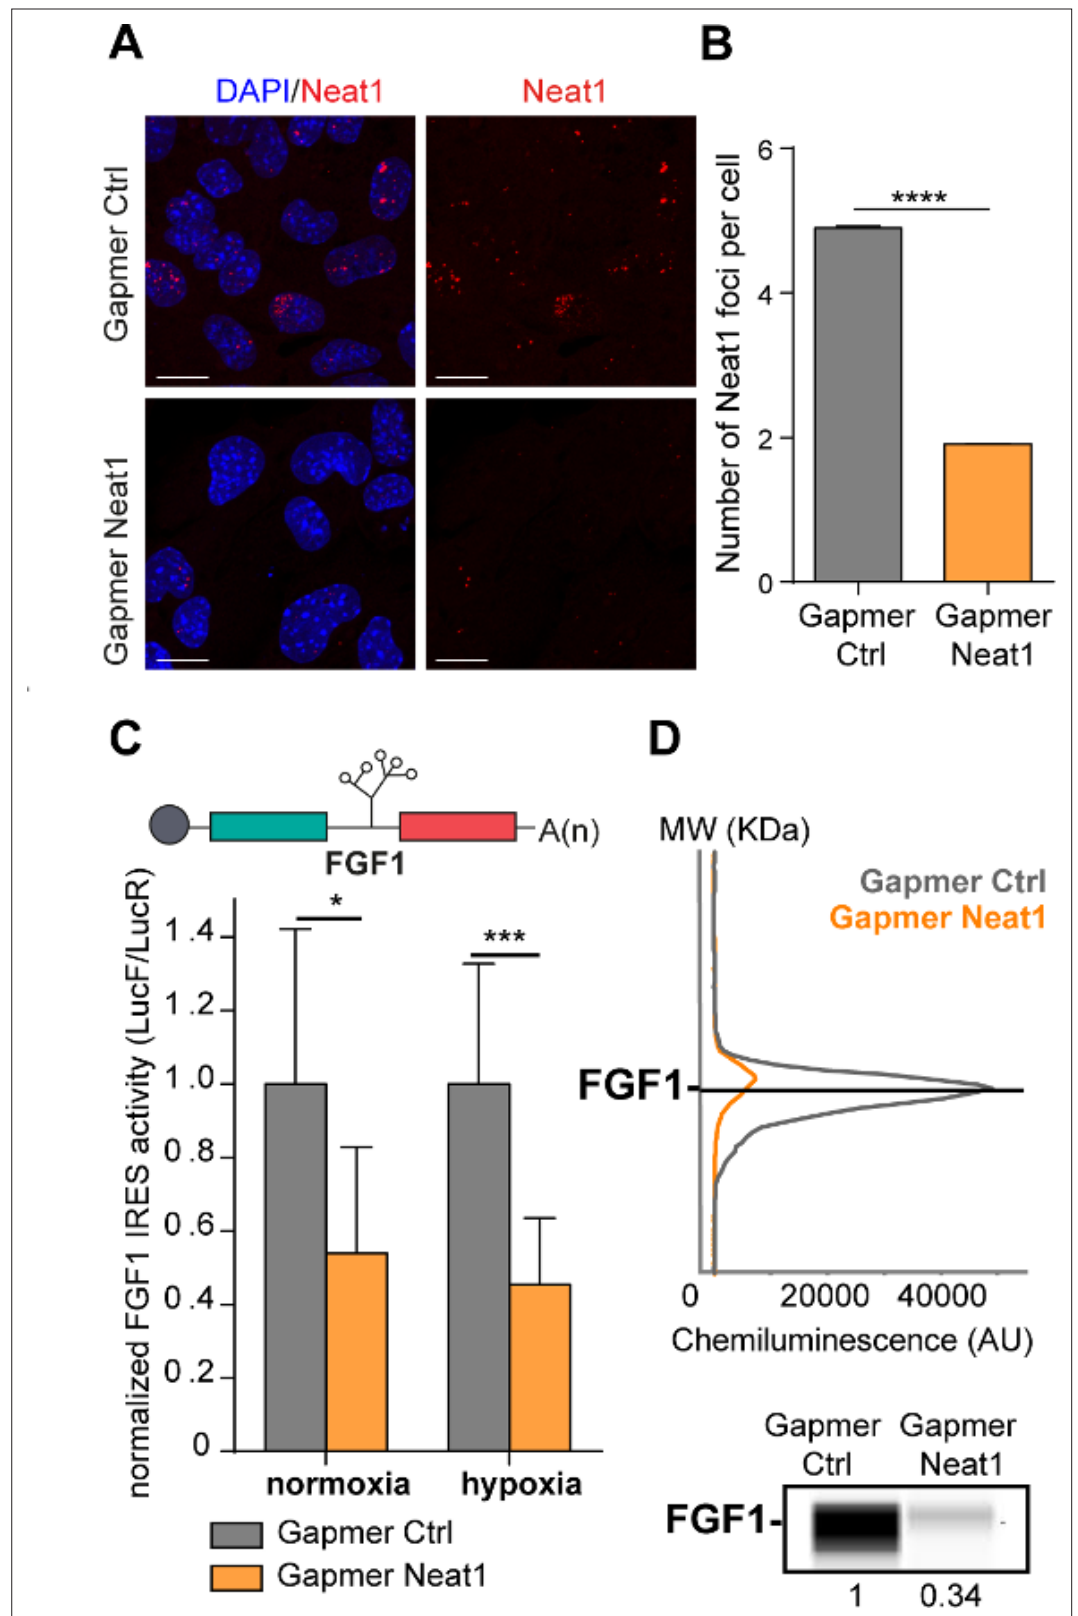 A
DAPI/Neat1
Neat1
Gapmer Ctrl
Gapmer Neat1
B
Number of Neat1 foci per cell
6
4
2
0
****
Gapmer Ctrl
Gapmer Neat1
C
A(n)
FGF1
normalized FGF1 IRES activity (LucF/LucR)
1.4
1.2
1.0
0.8
0.6
0.4
0.2
0
*
***
normoxia
hypoxia
Gapmer Ctrl
Gapmer Neat1
D
MW (KDa)
Gapmer Ctrl
Gapmer Neat1
FGF1-
0 20000 40000
Chemiluminescence (AU)
Gapmer Gapmer
Ctrl Neat1
FGF1-
1 0.34